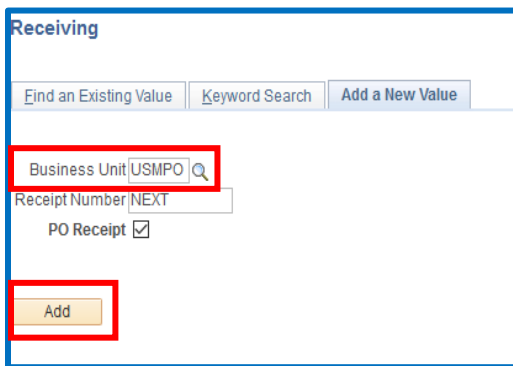 Receiving
Find an Existing Value Keyword Search Add a New Value
Business Unit USMPO
Receipt Number NEXT
PO Receipt
Add